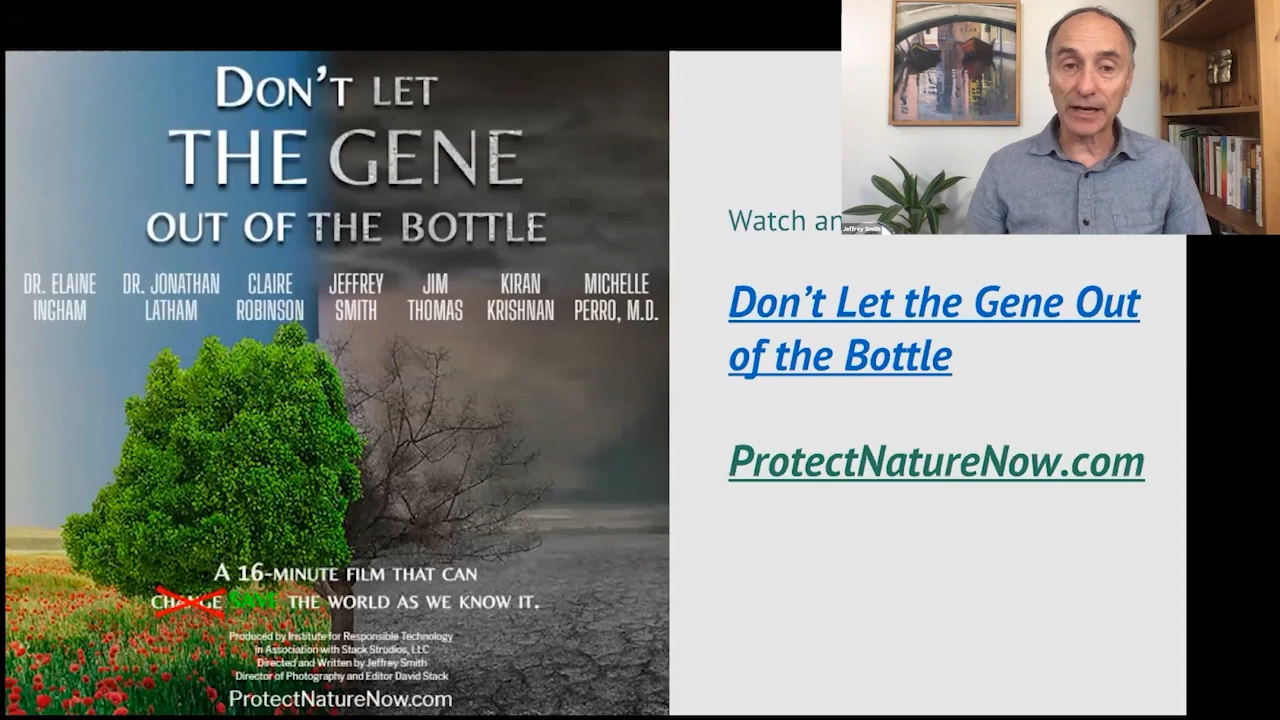 DON'T LET
THE GENE
OUT OF THE BOTTLE
DR. ELAINE INGHAM
DR. JONATHAN LATHAM
CLAIRE ROBINSON
JEFFREY SMITH
JIM THOMAS
KIRAN KRISHNAN
MICHELLE PERRO, M.D.
A 16-MINUTE FILM THAT CAN
CHANGE SAVE THE WORLD AS WE KNOW IT.
Produced by Institute for Responsible Technology
in Association with Stack Strudios, LLC
Directed and Written by Jeffrey Smith
Director of Photography and Editor David Stack
ProtectNatureNow.com
Jeffrey Smith
Watch
Don't Let the Gene Out
of the Bottle
ProtectNatureNow.com